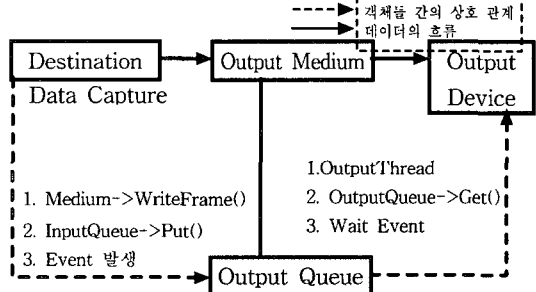 객체들 간의 상호 관계
데이터의 흐름
Destination
Data Capture
Output Medium
Output
Device
1. Medium->WriteFrame()
2. InputQueue->Put()
3. Event 발생
1.OutputThread
2. OutputQueue->Get()
3. Wait Event
Output Queue